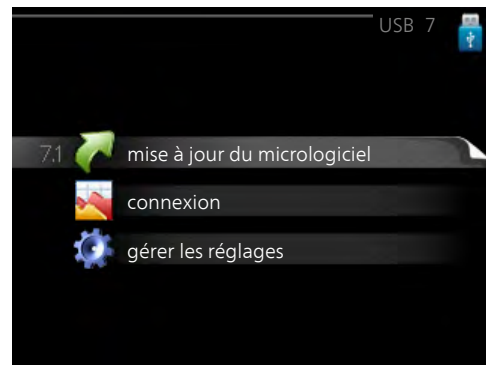 USB 7
7.1 mise à jour du micrologiciel
connexion
gérer les réglages